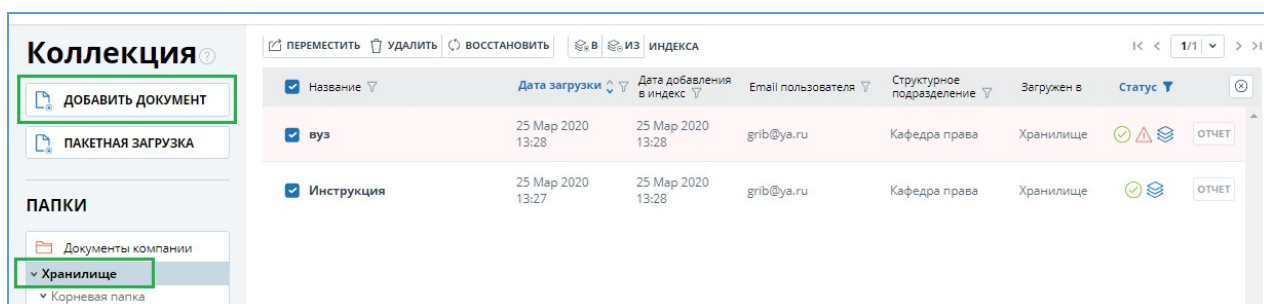 Коллекция
ДОБАВИТЬ ДОКУМЕНТ
ПАКЕТНАЯ ЗАГРУЗКА
ПАПКИ
Документы компании
Хранилище
Корневая папка
ПЕРЕМЕСТИТЬ УДАЛИТЬ ВОССТАНОВИТЬ В ИЗ ИНДЕКСА 1/1
Название Дата загрузки Дата добавления в индекс Email пользователя Структурное подразделение Загружен в Статус
вуз 25 Мар 2020 13:28 25 Мар 2020 13:28 grib@ya.ru Кафедра права Хранилище ОТЧЕТ
Инструкция 25 Мар 2020 13:27 25 Мар 2020 13:28 grib@ya.ru Кафедра права Хранилище ОТЧЕТ